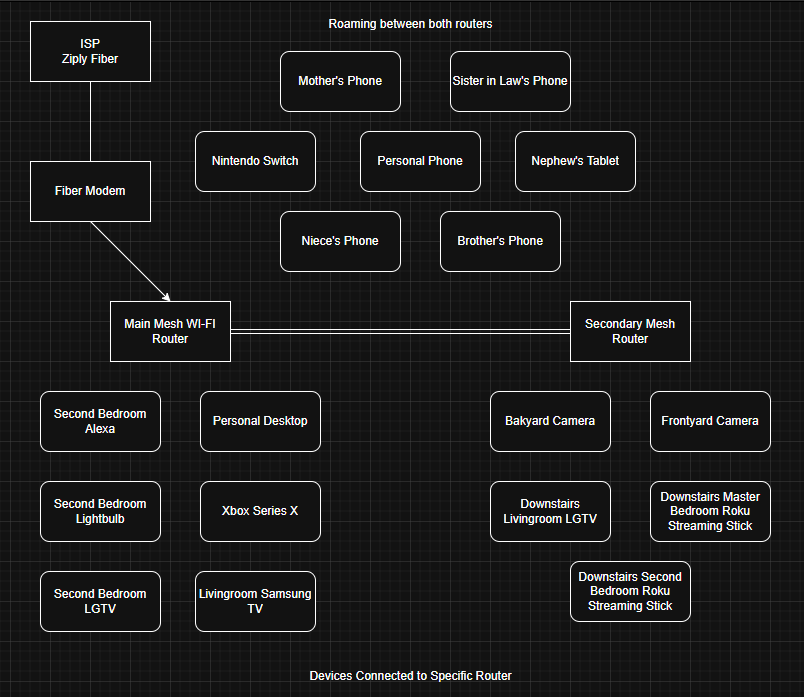 Roaming between both routers
ISP
Ziply Fiber
Mother's Phone
Sister in Law's Phone
Nintendo Switch
Personal Phone
Nephew's Tablet
Fiber Modem
Niece's Phone
Brother's Phone
Main Mesh WI-FI
Router
Secondary Mesh
Router
Second Bedroom
Alexa
Personal Desktop
Bakyard Camera
Frontyard Camera
Second Bedroom
Lightbulb
Xbox Series X
Downstairs
Livingroom LGTV
Downstairs Master
Bedroom Roku
Streaming Stick
Second Bedroom
LGTV
Livingroom Samsung
TV
Downstairs Second
Bedroom Roku
Streaming Stick
Devices Connected to Specific Router